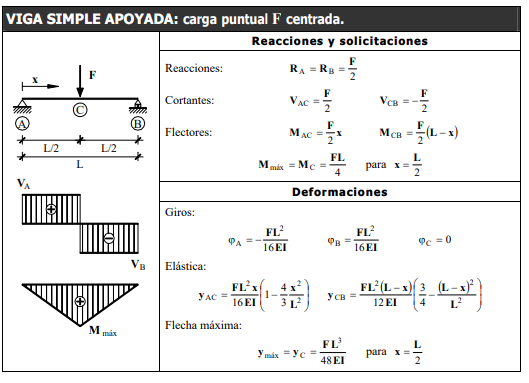 VIGA SIMPLE APOYADA: carga puntual F centrada.
x
F
A
C
B
L/2
L/2
L
V_A
⊕
⊖
V_B
⊕
M_máx
Reacciones y solicitaciones
Reacciones: R_A = R_B = F/2
Cortantes: V_AC = F/2 V_CB = -F/2
Flectores: M_AC = F/2 x M_CB = F/2 (L - x)
M_máx = M_C = FL/4 para x = L/2
Deformaciones
Giros:
φ_A = -FL²/16EI φ_B = FL²/16EI φ_C = 0
Elástica:
y_AC = FL²x/16EI (1 - 4/3 x²/L²) y_CB = FL²(L - x)/12EI (3/4 - (L - x)²/L²)
Flecha máxima:
y_máx = y_C = FL³/48EI para x = L/2